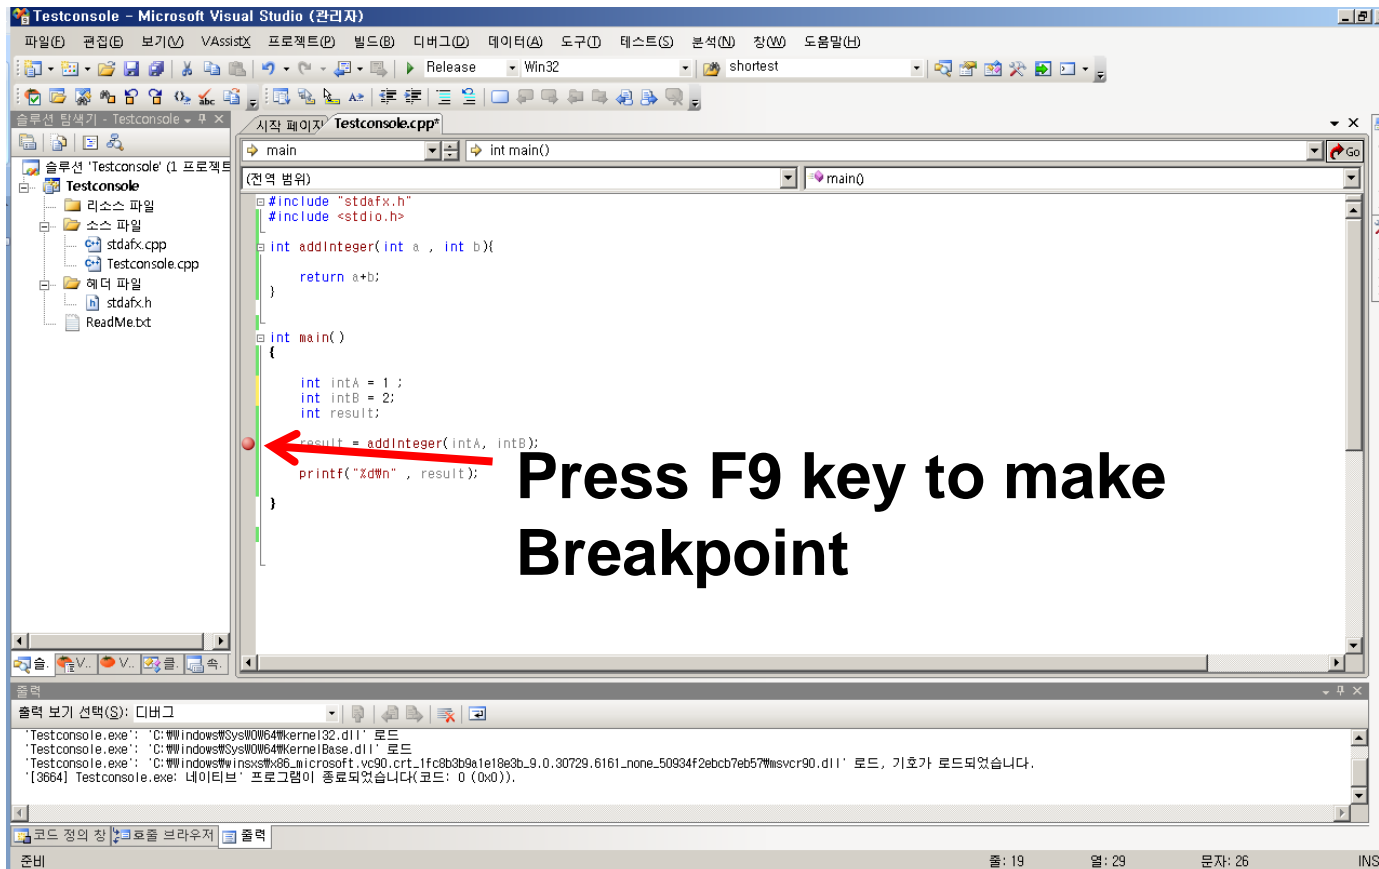 Testconsole - Microsoft Visual Studio (관리자)
파일(F) 편집(E) 보기(V) VAssistX 프로젝트(P) 빌드(B) 디버그(D) 데이터(A) 도구(T) 테스트(S) 분석(N) 창(W) 도움말(H)
Release Win32 shortest
슬루션 탐색기 - Testconsole
시작 페이지 Testconsole.cpp*
main int main() Go
(전역 범위) main()
슬루션 'Testconsole' (1 프로젝트
Testconsole
리소스 파일
소스 파일
stdafx.cpp
Testconsole.cpp
헤더 파일
stdafx.h
ReadMe.txt
#include "stdafx.h"
#include <stdio.h>
int addInteger(int a , int b){
return a+b;
}
int main()
{
int intA = 1 ;
int intB = 2;
int result;
result = addInteger(intA, intB);
printf("%d₩n" , result);
}
Press F9 key to make
Breakpoint
슬. V.. V..클. 속.
출력
출력 보기 선택(S): 디버그
'Testconsole.exe': 'C:₩Windows₩SysWOW64₩kernel32.dll' 로드
'Testconsole.exe': 'C:₩Windows₩SysWOW64₩KernelBase.dll' 로드
'Testconsole.exe': 'C:₩Windows₩winsxs₩x86_microsoft.vc90.crt_1fc8b3b9a1e18e3b_9.0.30729.6161_none_50934f2ebcb7eb57₩msvcr90.dll' 로드, 기호가 로드되었습니다.
'[3664] Testconsole.exe: 네이티브' 프로그램이 종료되었습니다(코드: 0 (0x0)).
코드 정의 창 호출 브라우저 출력
준비 줄: 19 열: 29 문자: 26 INS